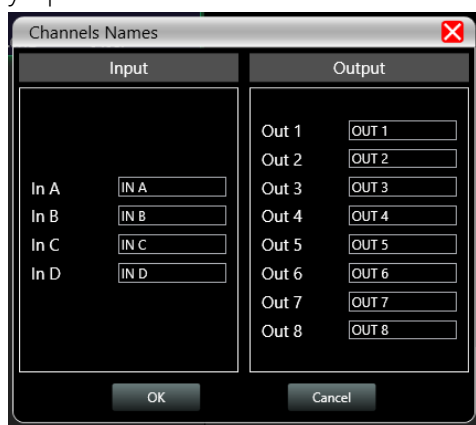 Channels Names
Input Output
Out 1 OUT 1
Out 2 OUT 2
In A IN A Out 3 OUT 3
In B IN B Out 4 OUT 4
In C IN C Out 5 OUT 5
In D IN D Out 6 OUT 6
Out 7 OUT 7
Out 8 OUT 8
OK Cancel